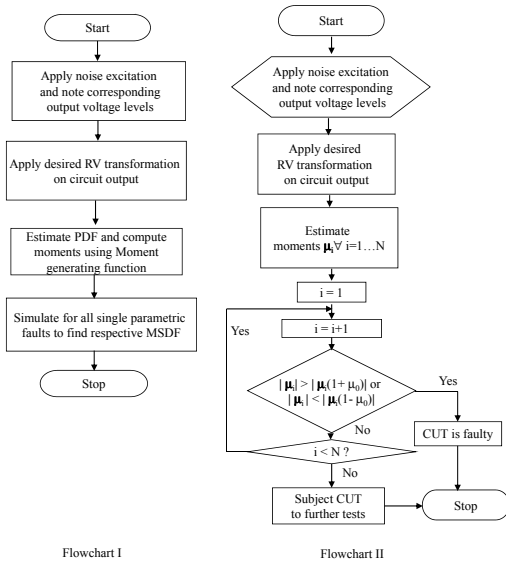 Start
Apply noise excitation
and note corresponding
output voltage levels
Apply desired RV transformation
on circuit output
Estimate PDF and compute
moments using Moment
generating function
Simulate for all single parametric
faults to find respective MSDF
Stop
Flowchart I
Start
Apply noise excitation
and note corresponding
output voltage levels
Apply desired
RV transformation
on circuit output
Estimate
moments μᵢ∀ i=1…N
i = 1
Yes
i = i+1
| μᵢ| > | μᵢ(1+ μ₀)| or
| μᵢ| < | μᵢ(1- μ₀)|
Yes
No
CUT is faulty
i < N ?
No
Subject CUT
to further tests
Stop
Flowchart II